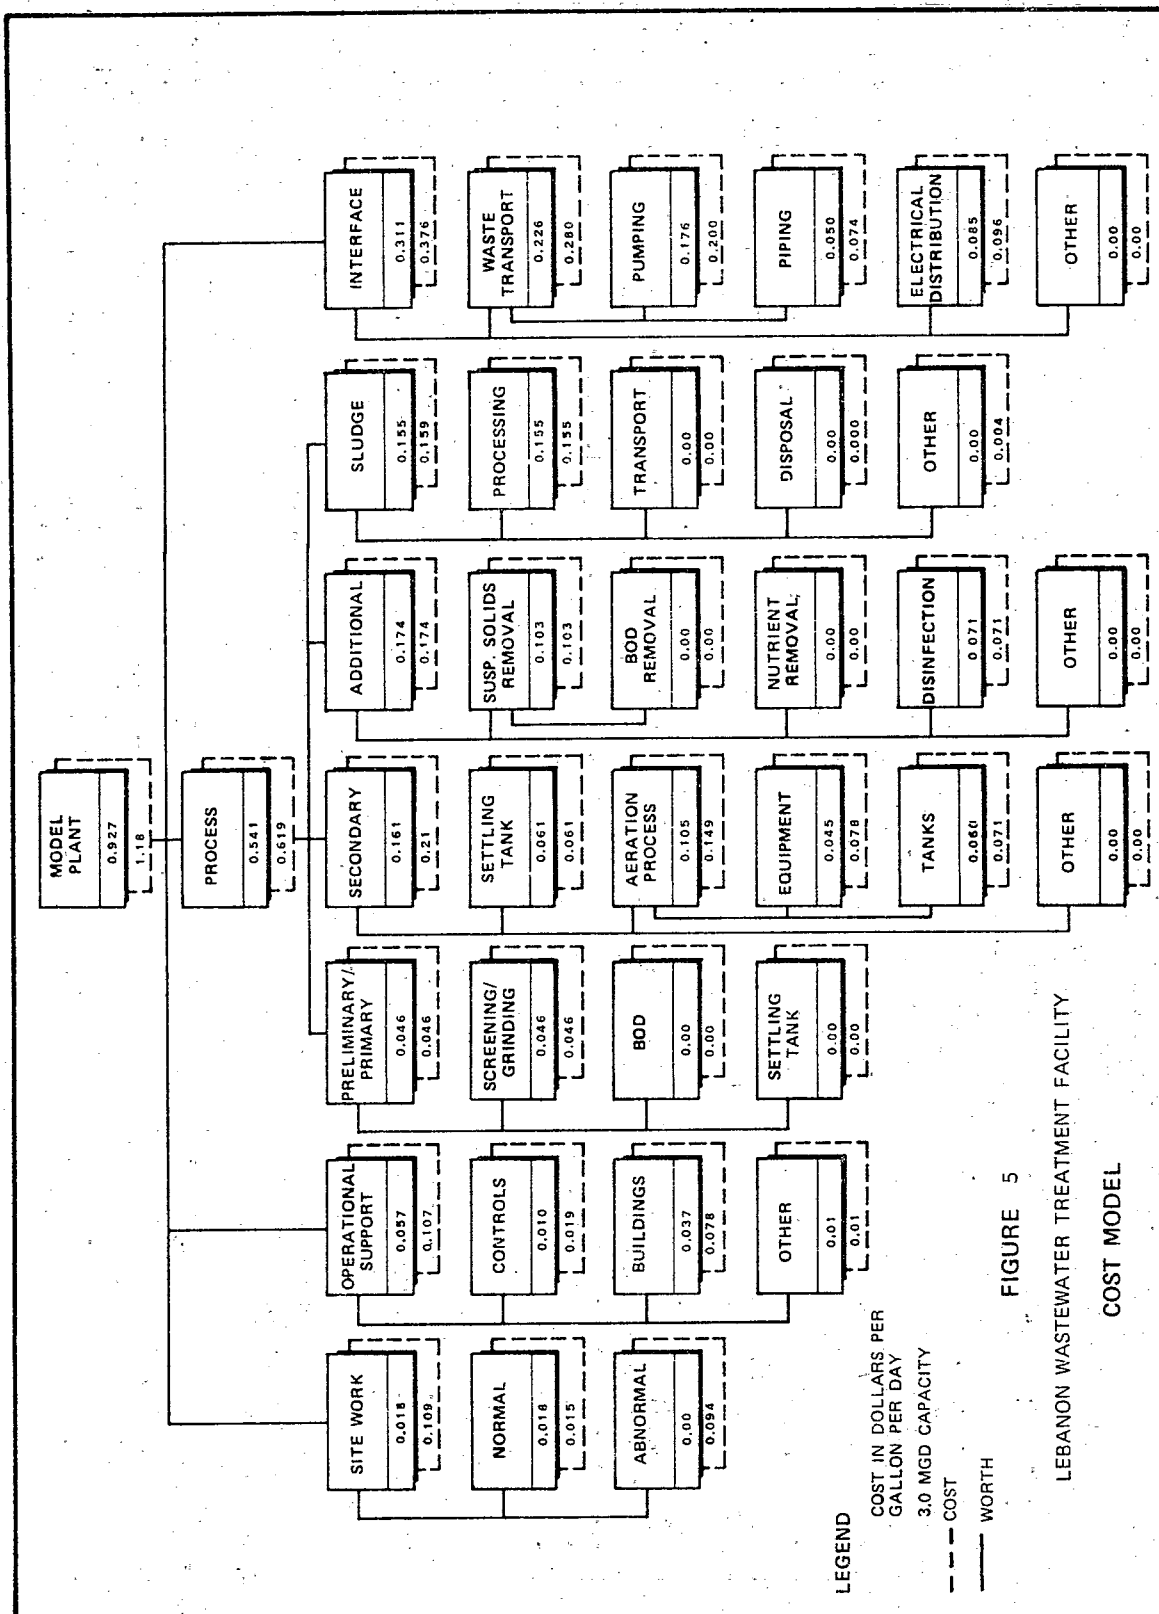 MODEL
PLANT
0.927
1.18
PROCESS
0.541
0.619
SITE WORK
0.018
0.109
NORMAL
0.018
0.015
ABNORMAL
0.00
0.094
OPERATIONAL
SUPPORT
0.057
0.107
CONTROLS
0.010
0.019
BUILDINGS
0.037
0.078
OTHER
0.01
0.01
PRELIMINARY/
PRIMARY
0.046
0.046
SCREENING/
GRINDING
0.046
0.046
BOD
0.00
0.00
SETTLING
TANK
0.00
0.00
SECONDARY
0.161
0.21
SETTLING
TANK
0.061
0.061
AERATION
PROCESS
0.105
0.149
EQUIPMENT
0.045
0.078
TANKS
0.060
0.071
OTHER
0.00
0.00
ADDITIONAL
0.174
0.174
SUSP. SOLIDS
REMOVAL
0.103
0.103
BOD
REMOVAL
0.00
0.00
NUTRIENT
REMOVAL
0.00
0.00
DISINFECTION
0.071
0.071
OTHER
0.00
0.00
SLUDGE
0.155
0.159
PROCESSING
0.155
0.155
TRANSPORT
0.00
0.00
DISPOSAL
0.00
0.000
OTHER
0.00
0.004
INTERFACE
0.311
0.376
WASTE
TRANSPORT
0.226
0.280
PUMPING
0.176
0.200
PIPING
0.050
0.074
ELECTRICAL
DISTRIBUTION
0.085
0.096
OTHER
0.00
0.00
LEGEND
COST IN DOLLARS PER
GALLON PER DAY
3.0 MGD CAPACITY
COST
WORTH
FIGURE 5
LEBANON WASTEWATER TREATMENT FACILITY
COST MODEL